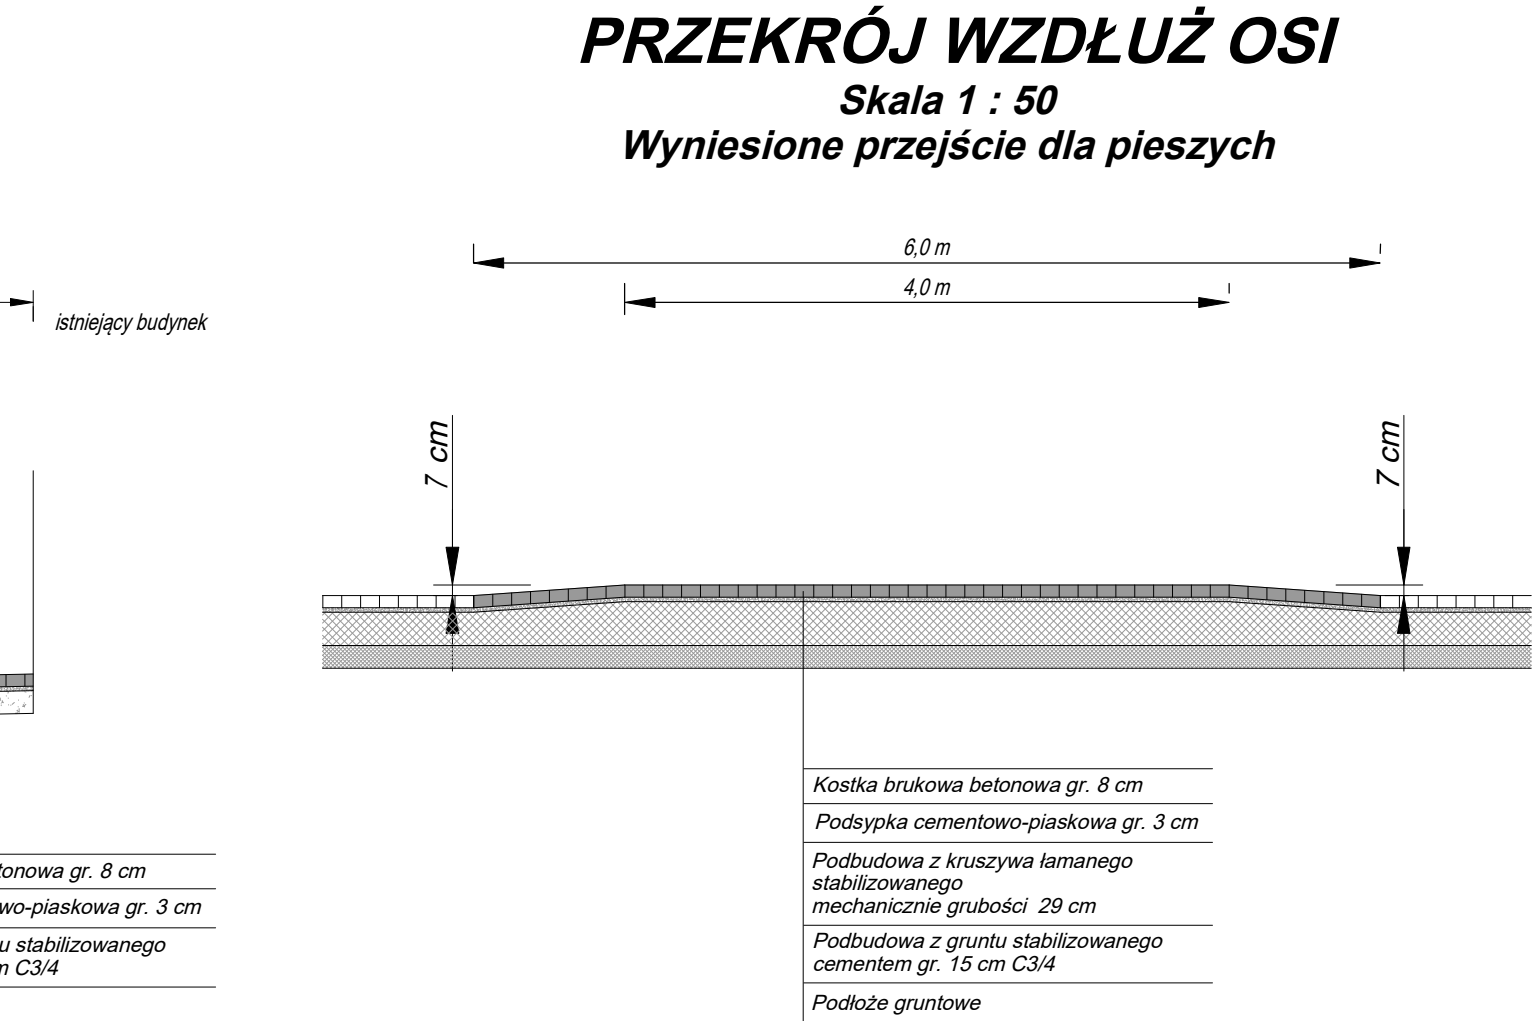 PRZEKRÓJ WZDŁUŻ OSI
Skala 1 : 50
Wyniesione przejście dla pieszych
6,0 m
4,0 m
istniejący budynek
7 cm
7 cm
Kostka brukowa betonowa gr. 8 cm
Podsypka cementowo-piaskowa gr. 3 cm
Podbudowa z kruszywa łamanego
stabilizowanego
mechanicznie grubości 29 cm
Podbudowa z gruntu stabilizowanego
cementem gr. 15 cm C3/4
Podłoże gruntowe
tonowa gr. 8 cm
wo-piaskowa gr. 3 cm
u stabilizowanego
m C3/4